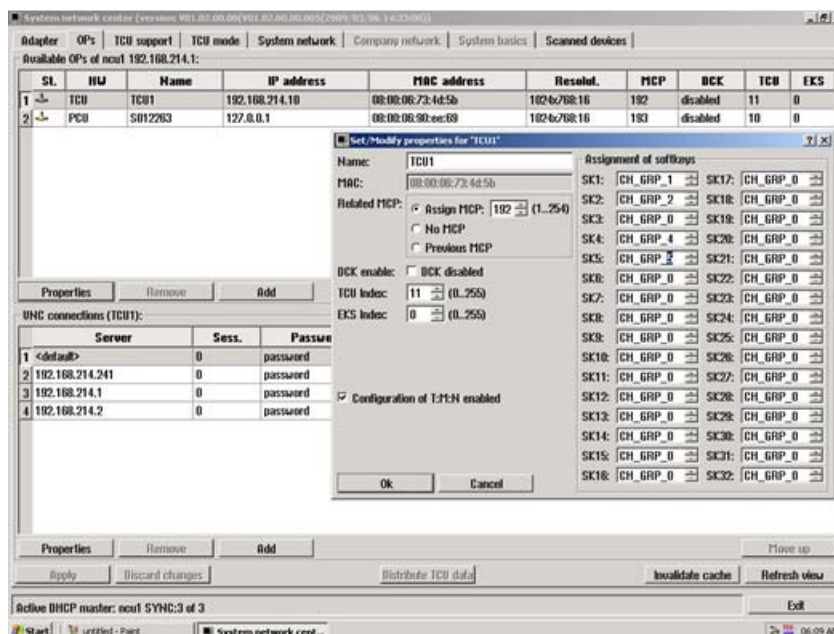 System network center (version: V01.02.00.00(V01.02.00.00.005(2009/03/06 14:33:00)))
Adapter OPs TCU support TCU mode System network Company network System basics Scanned devices
Available OPs of ncu1 192.168.214.1:
St. HW Name IP address MAC address Resolut. MCP DCK TCU EKS
1 TCU TCU1 192.168.214.10 08:00:06:73:4d:5b 1024x768:16 192 disabled 11 0
2 PCU S012263 127.0.0.1 08:00:06:90:ee:69 1024x768:16 193 disabled 10 0
Set/Modify properties for "TCU1"
Name: TCU1
MAC: 08:00:06:73:4d:5b
Related MCP: Assign MCP: 192 (1..254)
No MCP
Previous MCP
DCK enable: DCK disabled
TCU Index: 11 (0..255)
EKS Index: 0 (0..255)
Configuration of T:M:N enabled
Ok Cancel
Assignment of softkeys
SK1: CH_GRP_1 SK17: CH_GRP_0
SK2: CH_GRP_2 SK18: CH_GRP_0
SK3: CH_GRP_0 SK19: CH_GRP_0
SK4: CH_GRP_4 SK20: CH_GRP_0
SK5: CH_GRP_5 SK21: CH_GRP_0
SK6: CH_GRP_0 SK22: CH_GRP_0
SK7: CH_GRP_0 SK23: CH_GRP_0
SK8: CH_GRP_0 SK24: CH_GRP_0
SK9: CH_GRP_0 SK25: CH_GRP_0
SK10: CH_GRP_0 SK26: CH_GRP_0
SK11: CH_GRP_0 SK27: CH_GRP_0
SK12: CH_GRP_0 SK28: CH_GRP_0
SK13: CH_GRP_0 SK29: CH_GRP_0
SK14: CH_GRP_0 SK30: CH_GRP_0
SK15: CH_GRP_0 SK31: CH_GRP_0
SK16: CH_GRP_0 SK32: CH_GRP_0
Properties Remove Add
VNC connections (TCU1):
Server Sess. Passwo
1 <default> 0 password
2 192.168.214.241 0 password
3 192.168.214.1 0 password
4 192.168.214.2 0 password
Properties Remove Add Move up
Apply Discard changes Distribute TCU data Invalidate cache Refresh view
Active DHCP master: ncu1 SYNC:3 of 3 Exit
Start untitled - Paint System network cent... 06:09 AM